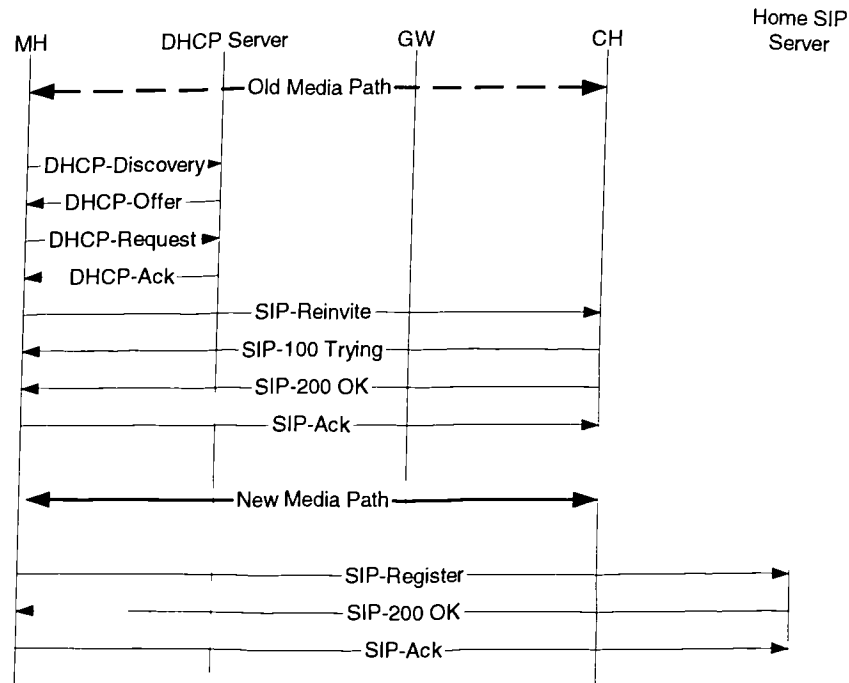 MH
DHCP Server
GW
CH
Home SIP
Server
Old Media Path
DHCP-Discovery
DHCP-Offer
DHCP-Request
DHCP-Ack
SIP-Reinvite
SIP-100 Trying
SIP-200 OK
SIP-Ack
New Media Path
SIP-Register
SIP-200 OK
SIP-Ack